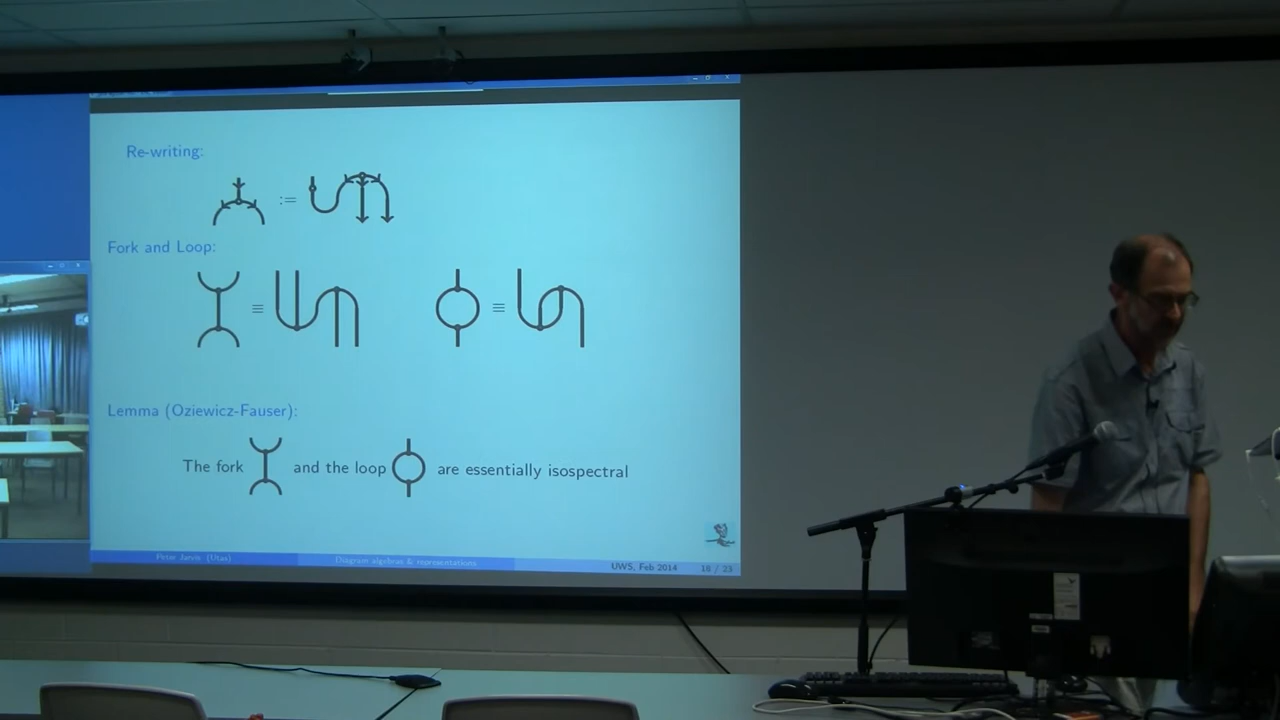 Re-writing:
:=
Fork and Loop:
≡ ≡
Lemma (Oziewicz-Fauser):
The fork and the loop are essentially isospectral
Peter Jarvis (Utas) Diagram algebras & representations UWS, Feb 2014 16 / 23